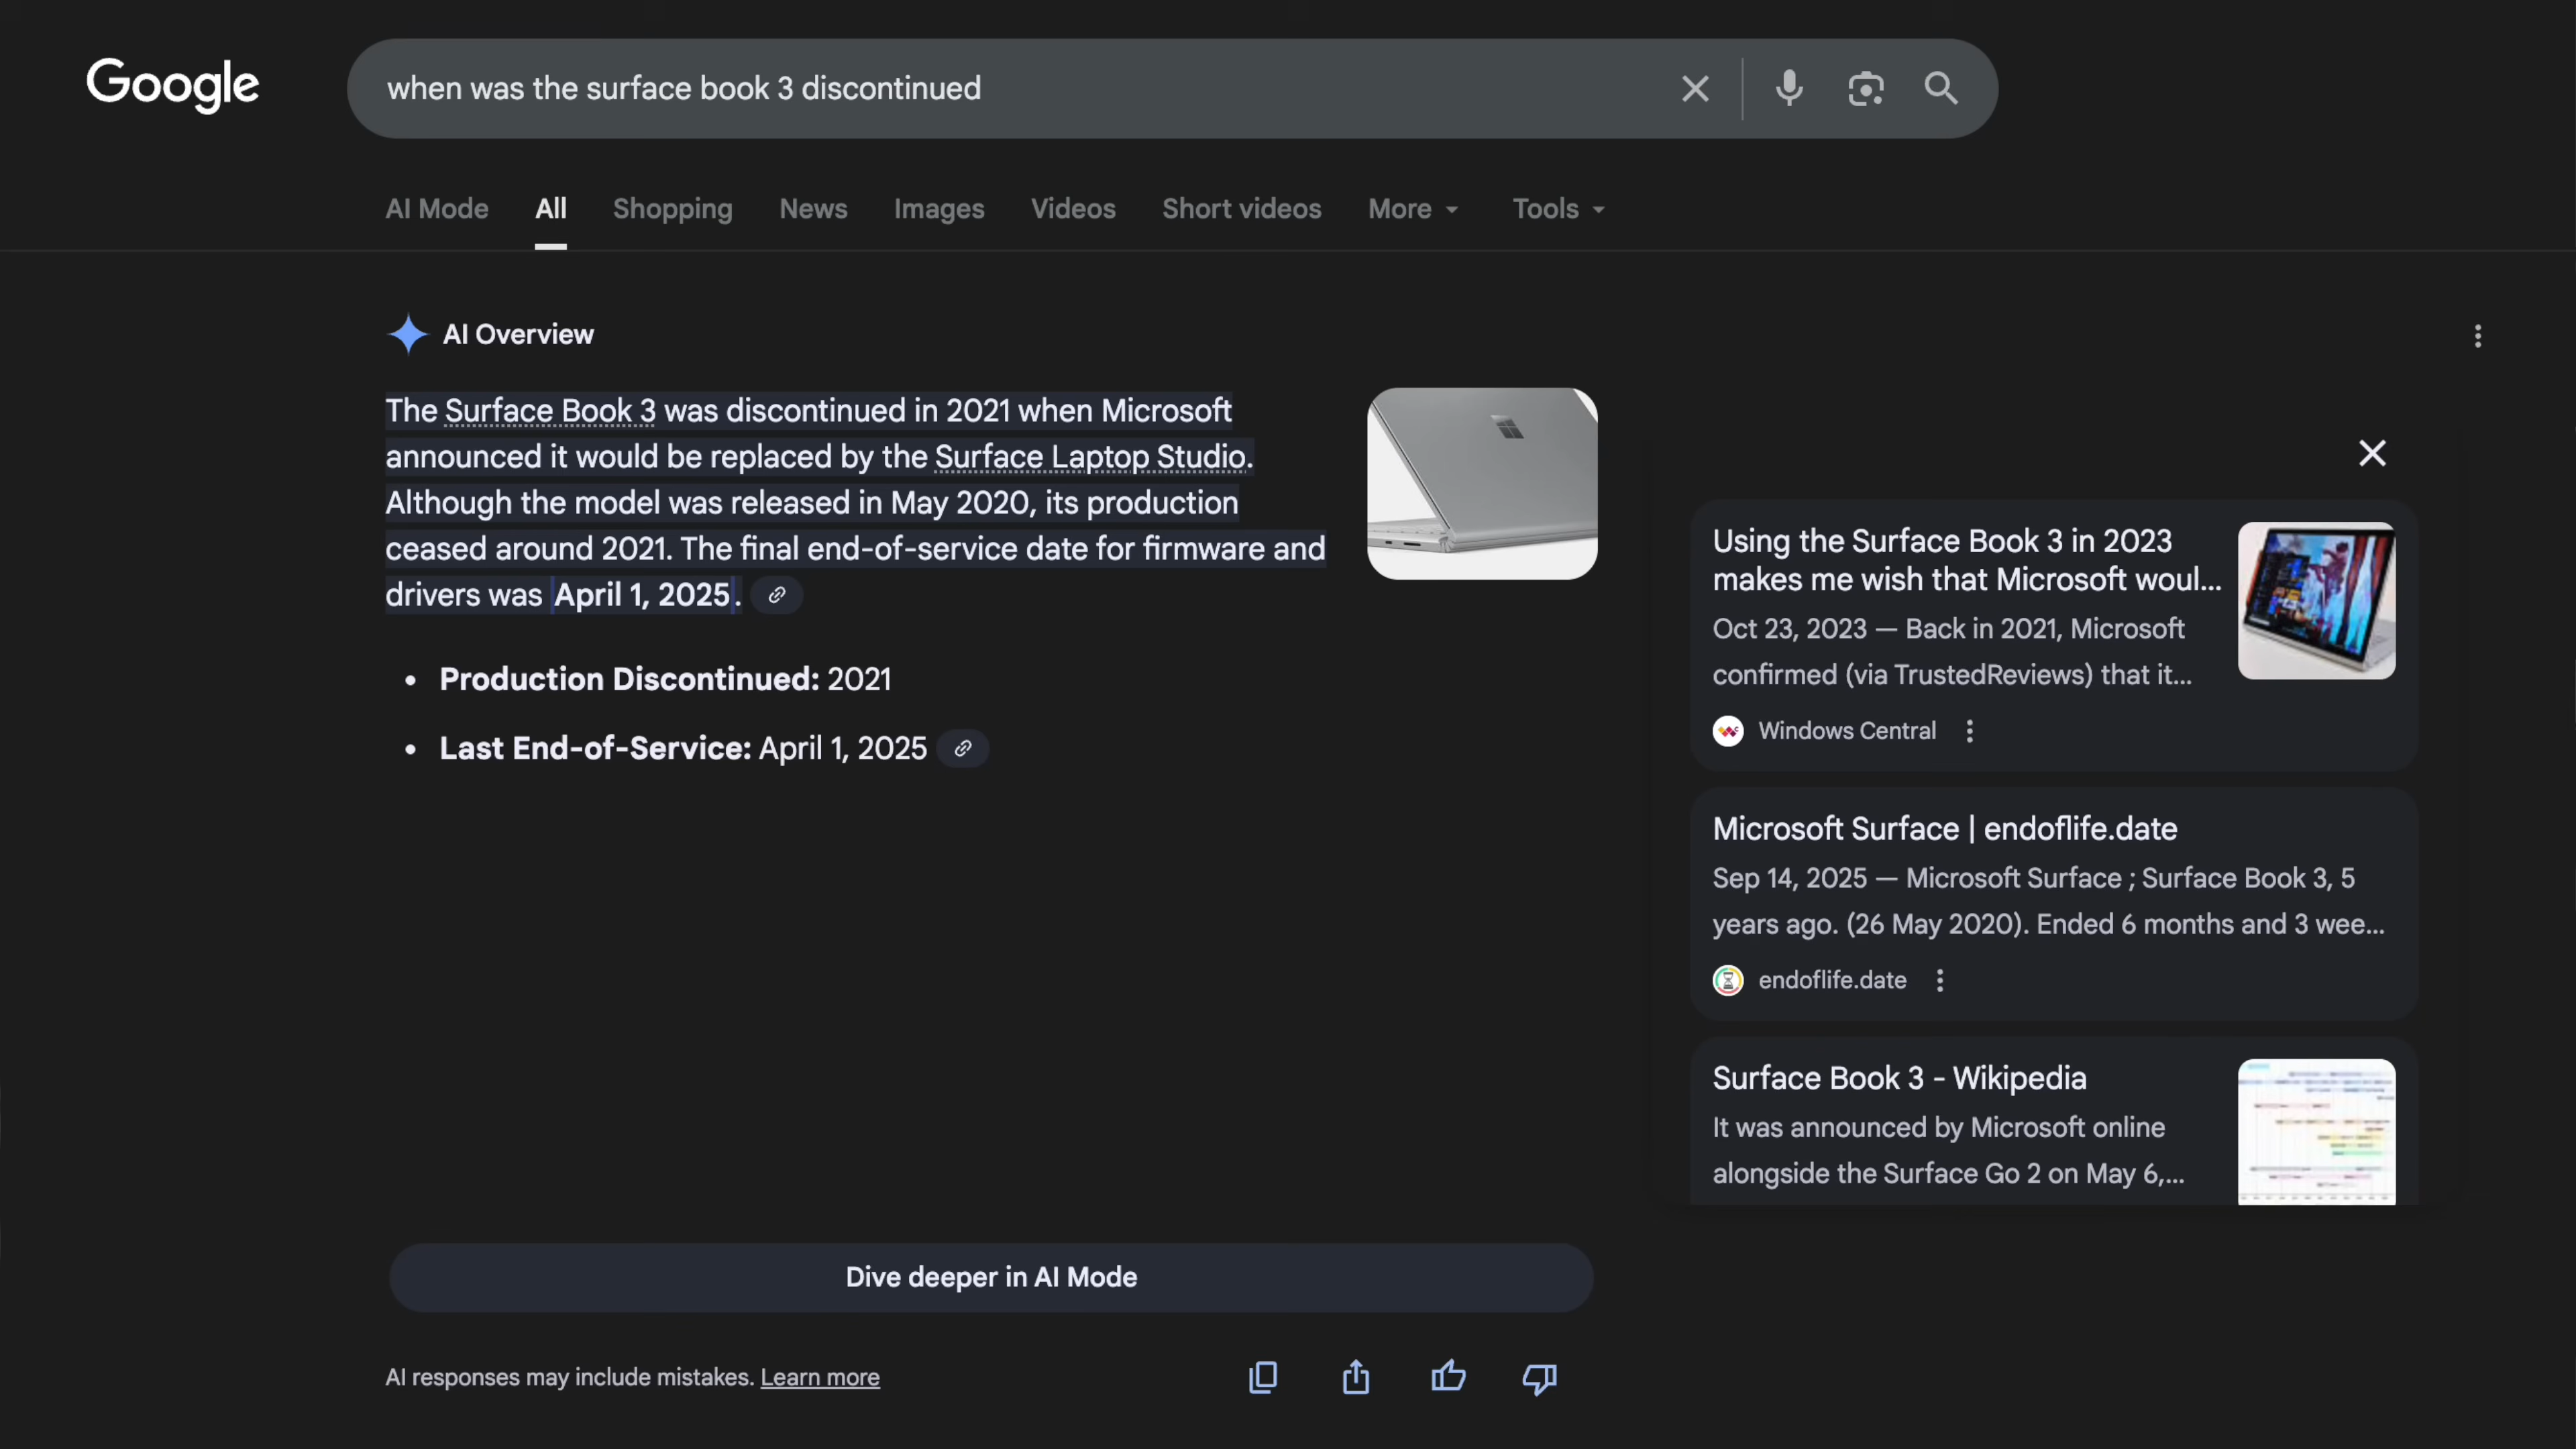 Google
when was the surface book 3 discontinued
AI Mode
All
Shopping
News
Images
Videos
Short videos
More
Tools
AI Overview
The Surface Book 3 was discontinued in 2021 when Microsoft
announced it would be replaced by the Surface Laptop Studio.
Although the model was released in May 2020, its production
ceased around 2021. The final end-of-service date for firmware and
drivers was April 1, 2025.
• Production Discontinued: 2021
• Last End-of-Service: April 1, 2025
Using the Surface Book 3 in 2023
makes me wish that Microsoft woul...
Oct 23, 2023 — Back in 2021, Microsoft
confirmed (via TrustedReviews) that it...
Windows Central
Microsoft Surface | endoflife.date
Sep 14, 2025 — Microsoft Surface ; Surface Book 3, 5
years ago. (26 May 2020). Ended 6 months and 3 wee...
endoflife.date
Surface Book 3 - Wikipedia
It was announced by Microsoft online
alongside the Surface Go 2 on May 6,...
Dive deeper in AI Mode
AI responses may include mistakes. Learn more